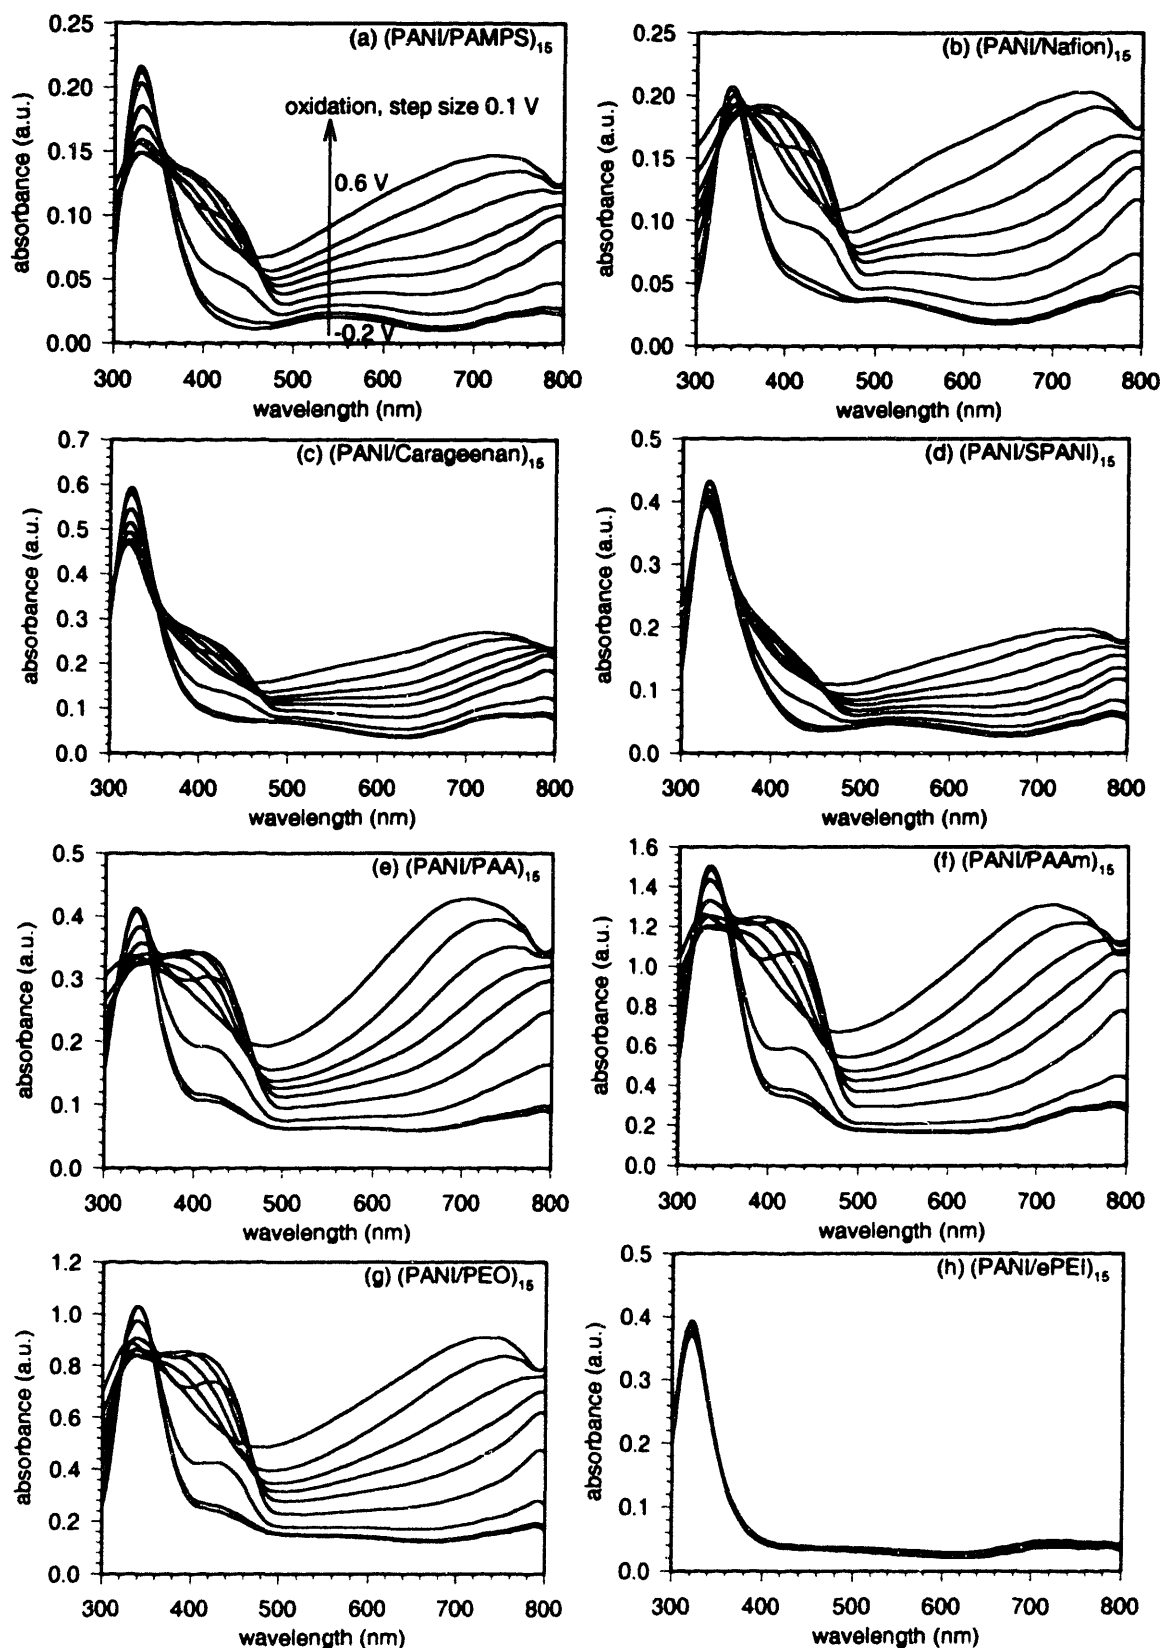 (a) (PANI/PAMPS)15
absorbance (a.u.)
0.25
0.20
0.15
0.10
0.05
0.00
oxidation, step size 0.1 V
0.6 V
-0.2 V
300 400 500 600 700 800
wavelength (nm)
(b) (PANI/Nafion)15
absorbance (a.u.)
0.25
0.20
0.15
0.10
0.05
0.00
300 400 500 600 700 800
wavelength (nm)
(c) (PANI/Carageenan)15
absorbance (a.u.)
0.7
0.6
0.5
0.4
0.3
0.2
0.1
0.0
300 400 500 600 700 800
wavelength (nm)
(d) (PANI/SPANI)15
absorbance (a.u.)
0.5
0.4
0.3
0.2
0.1
0.0
300 400 500 600 700 800
wavelength (nm)
(e) (PANI/PAA)15
absorbance (a.u.)
0.5
0.4
0.3
0.2
0.1
0.0
300 400 500 600 700 800
wavelength (nm)
(f) (PANI/PAAm)15
absorbance (a.u.)
1.6
1.4
1.2
1.0
0.8
0.6
0.4
0.2
0.0
300 400 500 600 700 800
wavelength (nm)
(g) (PANI/PEO)15
absorbance (a.u.)
1.2
1.0
0.8
0.6
0.4
0.2
0.0
300 400 500 600 700 800
wavelength (nm)
(h) (PANI/ePEI)15
absorbance (a.u.)
0.5
0.4
0.3
0.2
0.1
0.0
300 400 500 600 700 800
wavelength (nm)